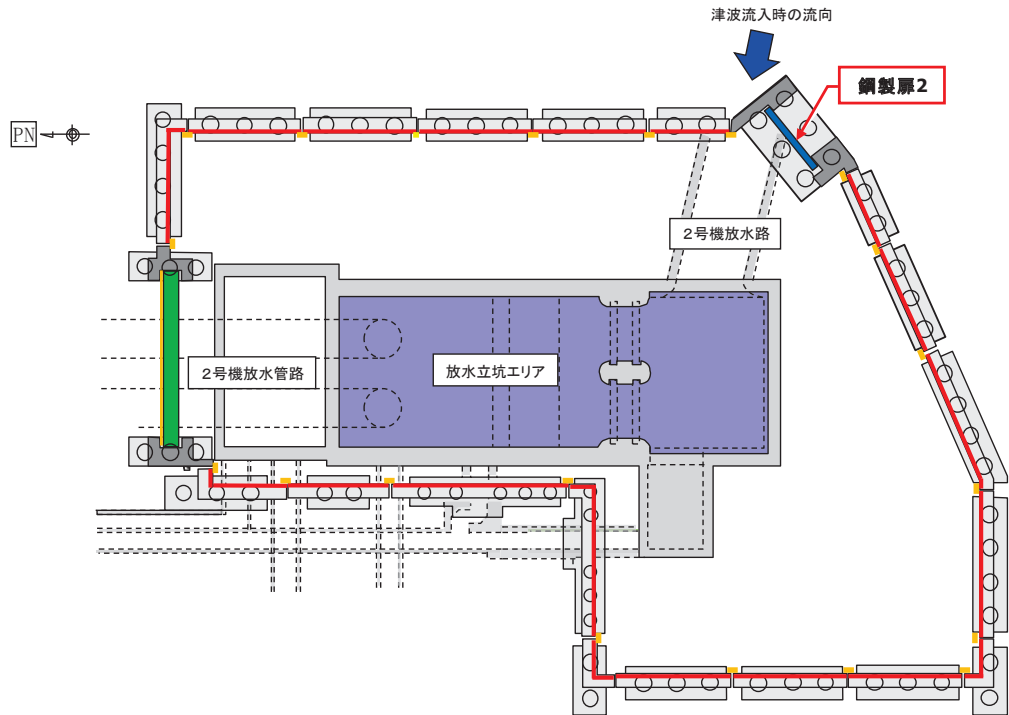 津波流入時の流向
鋼製扉2
PN
2号機放水路
2号機放水管路
放水立坑エリア